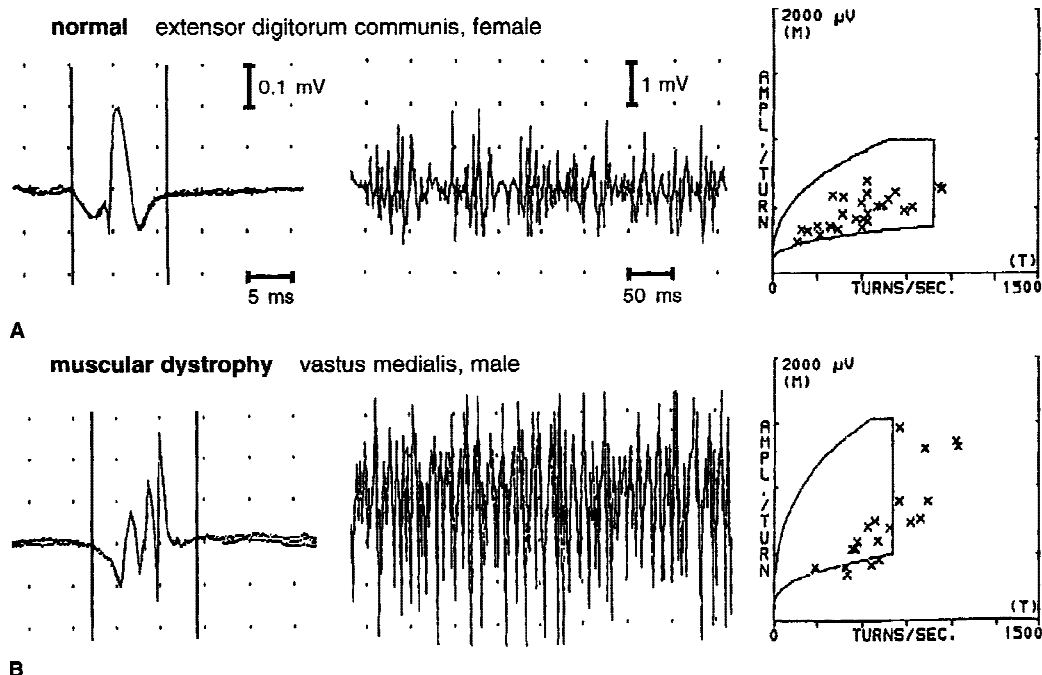 normal extensor digitorum communis, female
0.1 mV
1 mV
5 ms
50 ms
2000 µV
(M)
AMPL./TURN
(T)
0 TURNS/SEC. 1500
A
muscular dystrophy vastus medialis, male
2000 µV
(M)
AMPL./TURN
(T)
0 TURNS/SEC. 1500
B